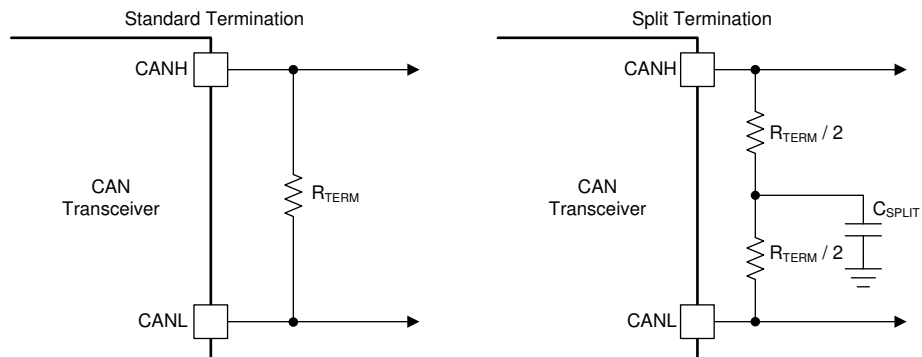 Standard Termination
CANH
CAN
Transceiver
RTERM
CANL
Split Termination
CANH
RTERM / 2
CAN
Transceiver
CSPLIT
RTERM / 2
CANL